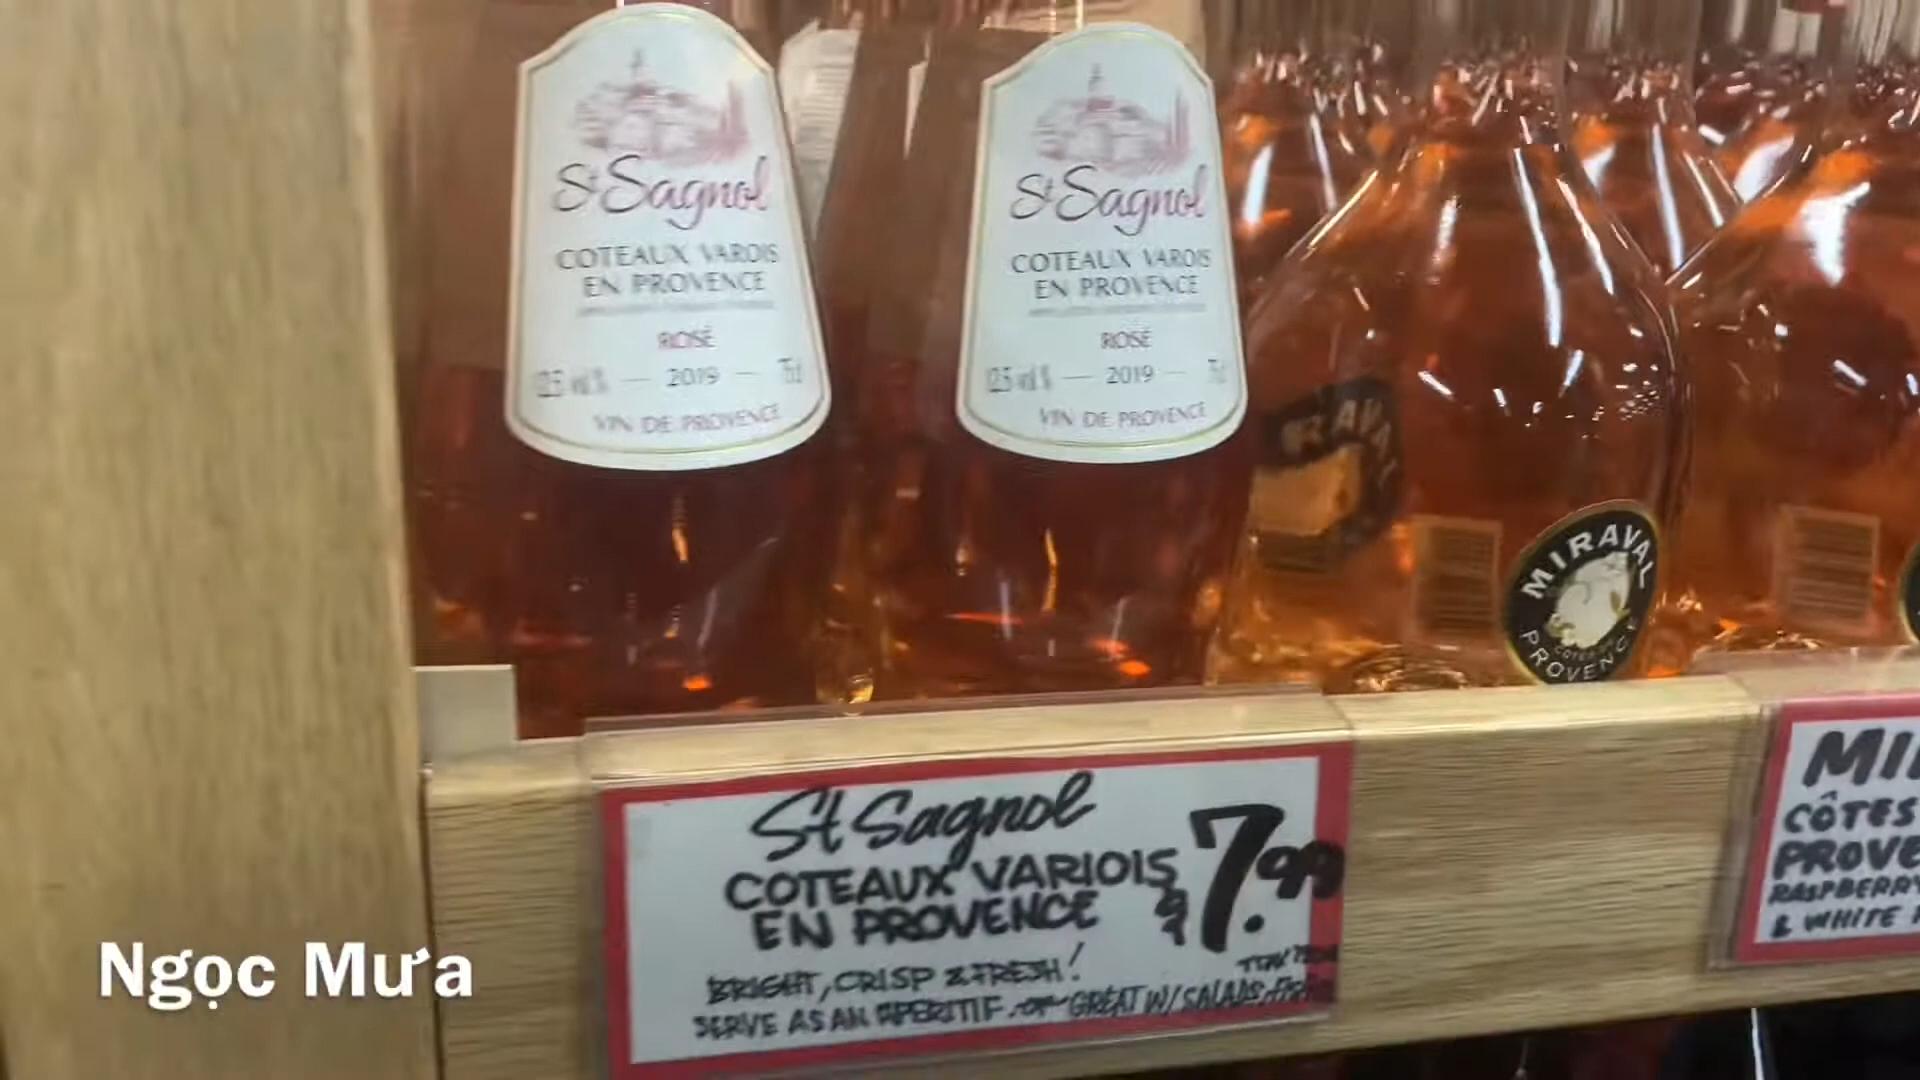 St Sagnol
COTEAUX VAROIS
EN PROVENCE
ROSÉ
12.5 vol % — 2019 — 75cl
VIN DE PROVENCE
St Sagnol
COTEAUX VAROIS
EN PROVENCE
ROSÉ
12.5 vol % — 2019 — 75cl
VIN DE PROVENCE
MIRAVAL
MIRAVAL
PROVENCE
St Sagnol
COTEAUX VARIOIS
EN PROVENCE
$7.99
BRIGHT, CRISP & FRESH!
SERVE AS AN APERITIF or GREAT W/ SALADS
MI
CÔTES
PROVE
RASPBERRY
& WHITE
Ngọc Mưa